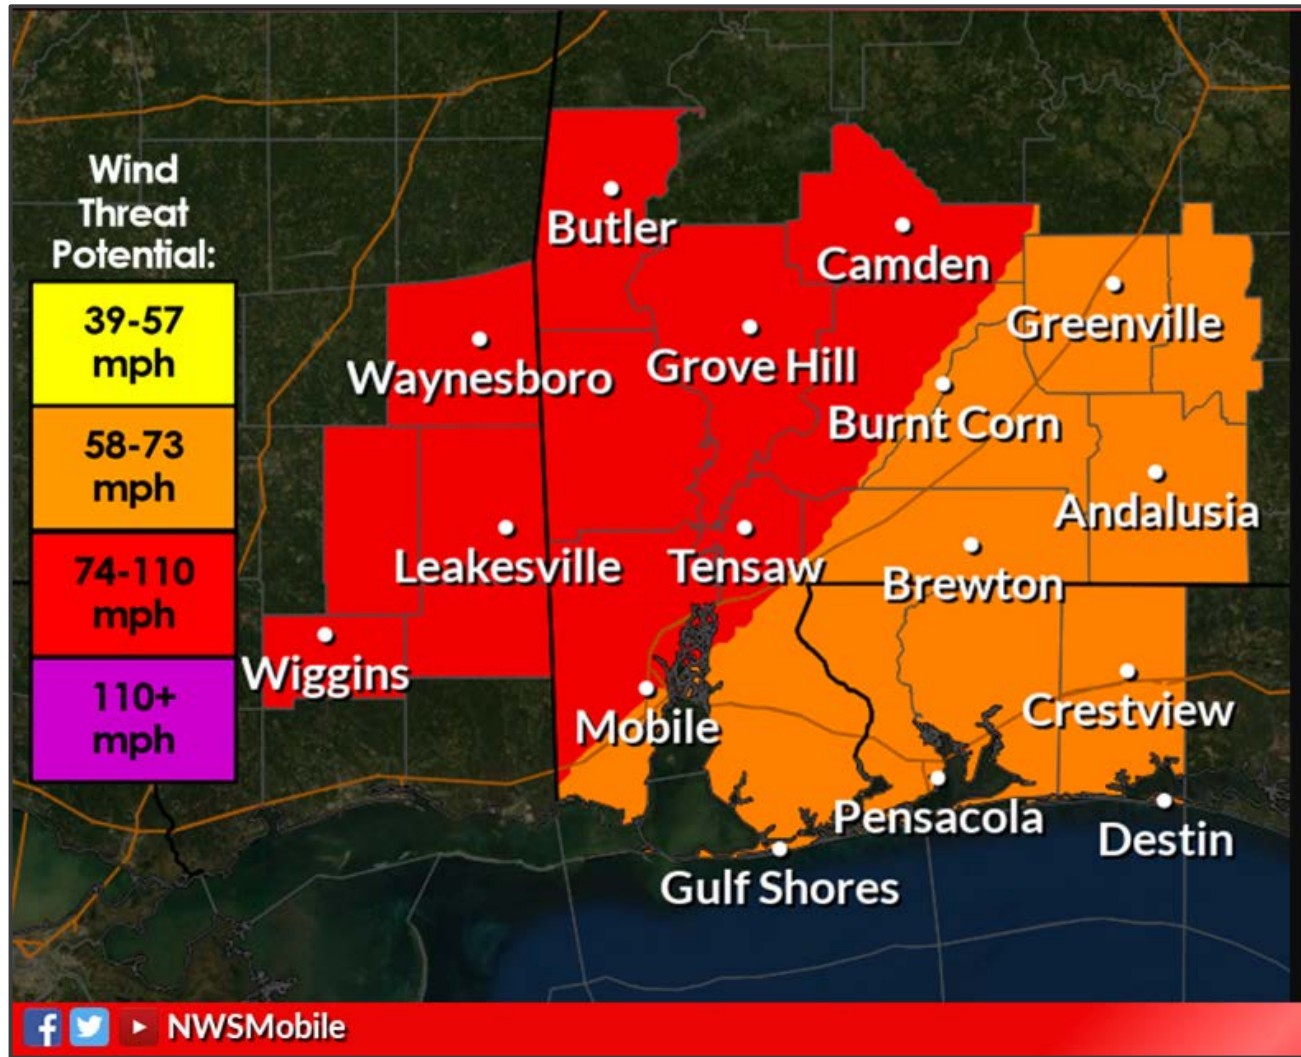 Wind
Threat
Potential:
39-57
mph
58-73
mph
74-110
mph
110+
mph
Butler
Camden
Greenville
Waynesboro
Grove Hill
Burnt Corn
Andalusia
Leakesville
Tensaw
Brewton
Wiggins
Mobile
Crestview
Pensacola
Destin
Gulf Shores
NWSMobile